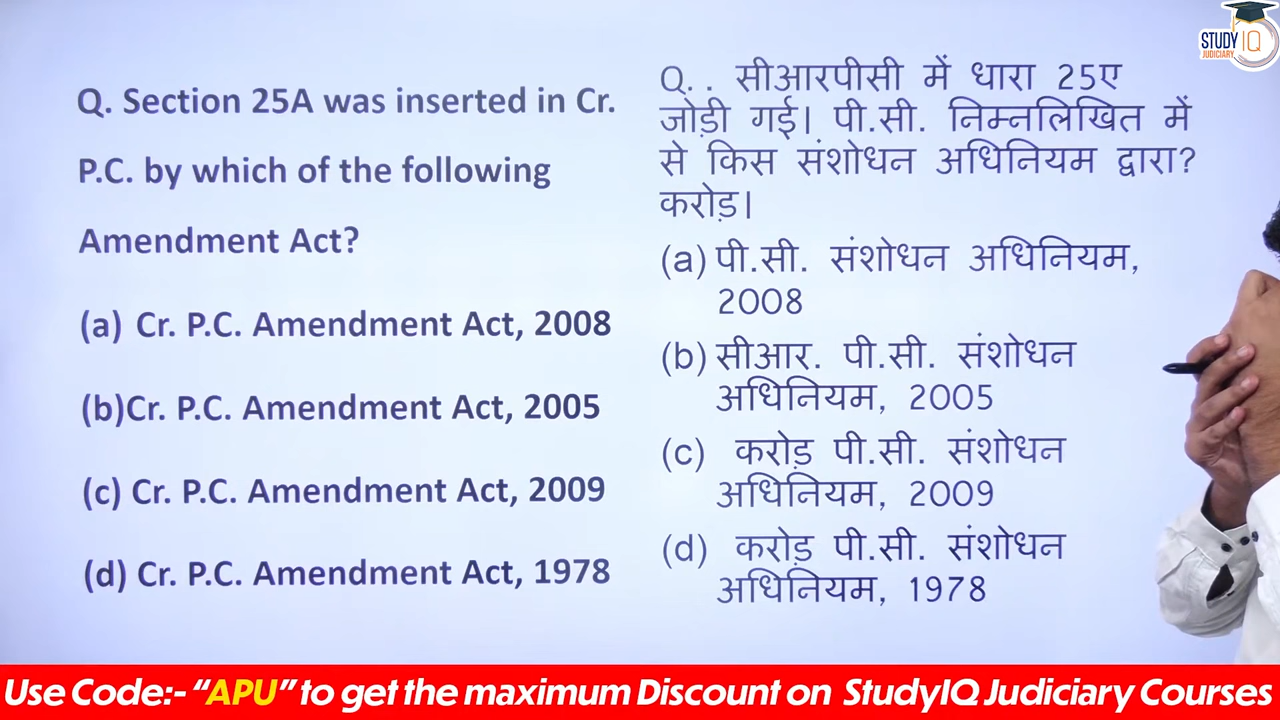 STUDY IQ
JUDICIARY
Q. Section 25A was inserted in Cr.
P.C. by which of the following
Amendment Act?
(a) Cr. P.C. Amendment Act, 2008
(b)Cr. P.C. Amendment Act, 2005
(c) Cr. P.C. Amendment Act, 2009
(d) Cr. P.C. Amendment Act, 1978
Q. . सीआरपीसी में धारा 25ए
जोड़ी गई। पी.सी. निम्नलिखित में
से किस संशोधन अधिनियम द्वारा?
करोड़।
(a) पी.सी. संशोधन अधिनियम,
2008
(b) सीआर. पी.सी. संशोधन
अधिनियम, 2005
(c) करोड़ पी.सी. संशोधन
अधिनियम, 2009
(d) करोड़ पी.सी. संशोधन
अधिनियम, 1978
Use Code:- “APU” to get the maximum Discount on StudyIQ Judiciary Courses